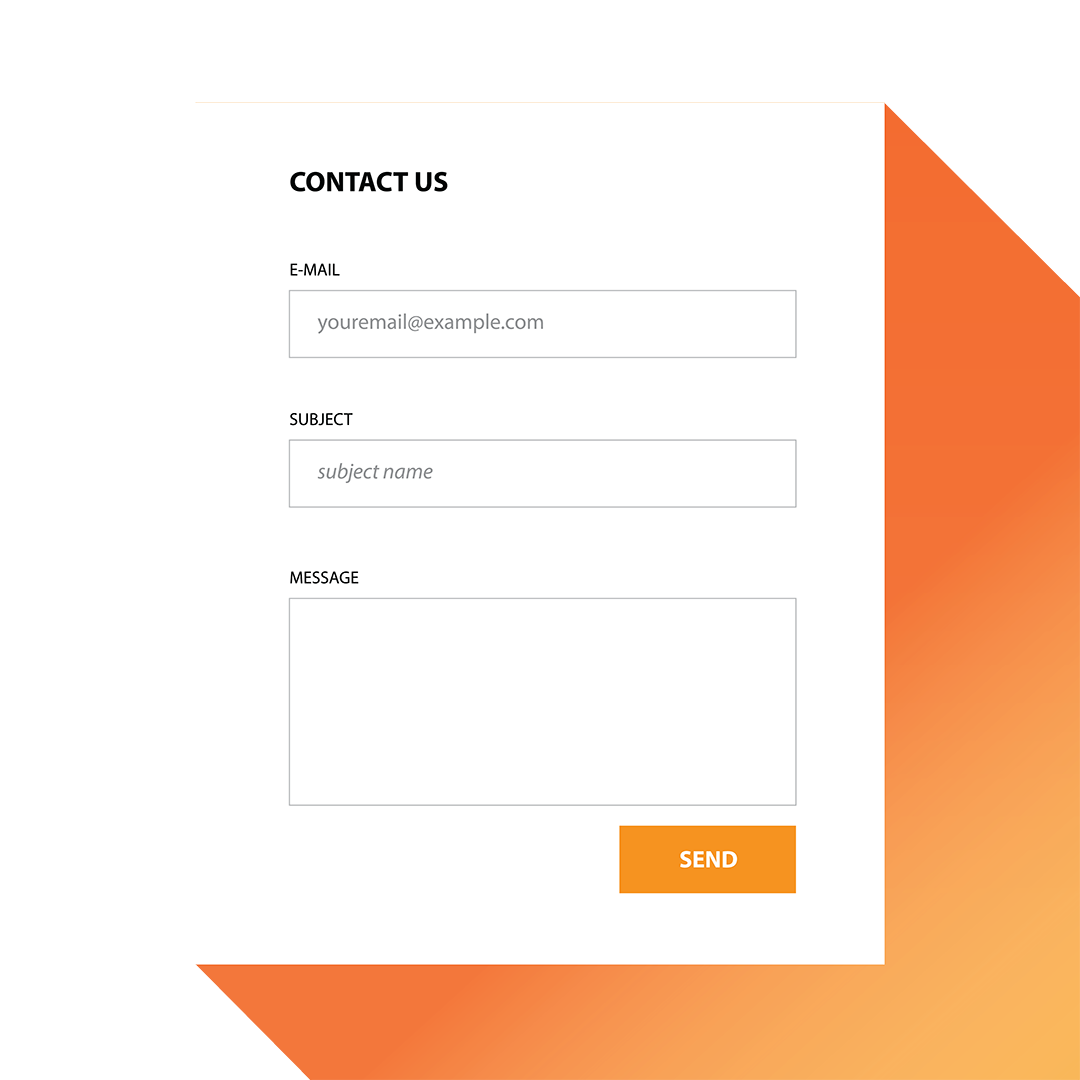 CONTACT US
E-MAIL
youremail@example.com
SUBJECT
subject name
MESSAGE
SEND